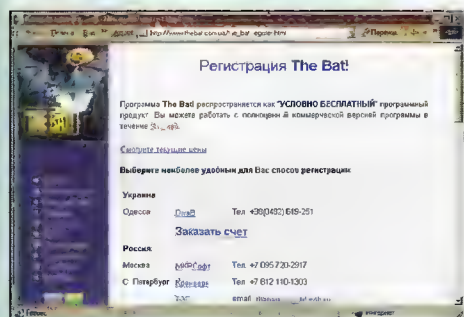 Адрес
Регистрация The Bat!
Программа The Bat! распространяется как "УСЛОВНО БЕСПЛАТНЫЙ" программный
продукт. Вы можете работать с полноценной коммерческой версией программы в
течение
Смотрите текущие цены
Выберите наиболее удобный для Вас способ регистрации
Украина
Одесса Тел. +38(0482)
Заказать счет
Россия:
Москва Тел. +7 095 720-2917
С. Петербург Тел. +7 812 110-1303
email
Интернет